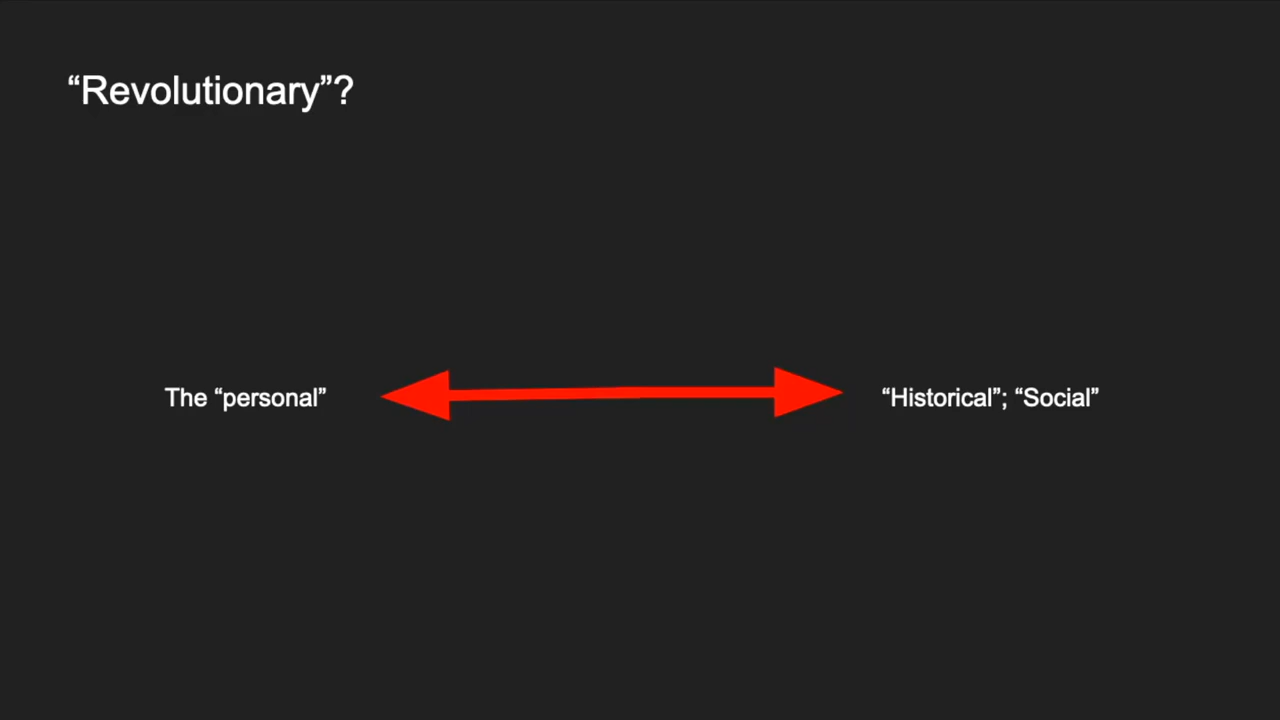 “Revolutionary”?
The “personal”
“Historical”; “Social”